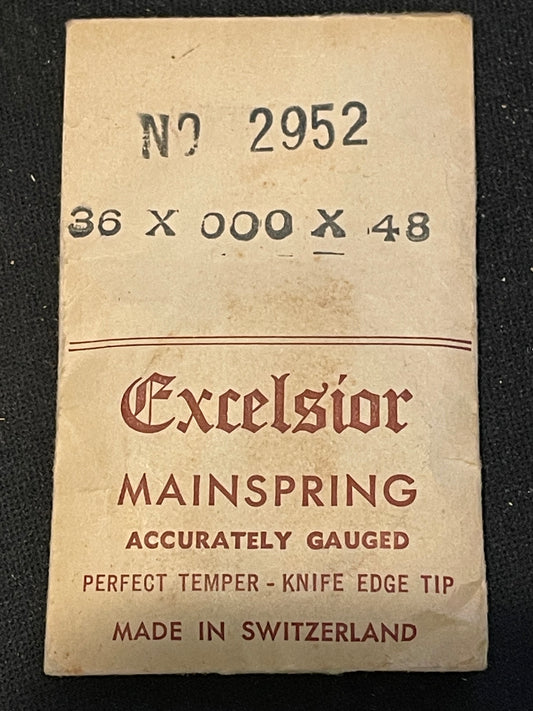 NO 2952
36 X 000 X 48
Excelsior
MAINSPRING
ACCURATELY GAUGED
PERFECT TEMPER - KNIFE EDGE TIP
MADE IN SWITZERLAND